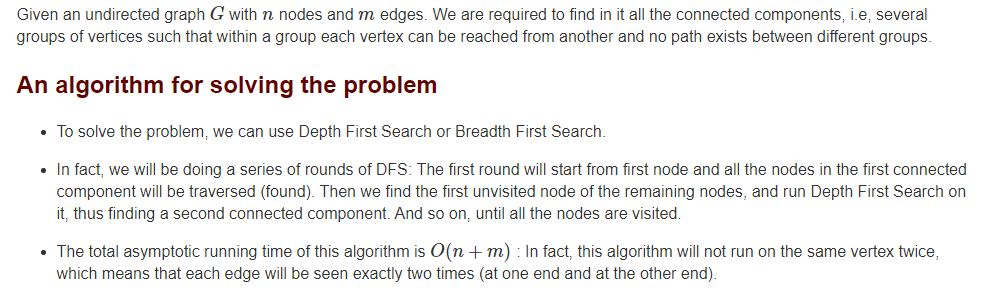 Given an undirected graph G with n nodes and m edges. We are required to find in it all the connected components, i.e, several
groups of vertices such that within a group each vertex can be reached from another and no path exists between different groups.
An algorithm for solving the problem
• To solve the problem, we can use Depth First Search or Breadth First Search.
• In fact, we will be doing a series of rounds of DFS: The first round will start from first node and all the nodes in the first connected
component will be traversed (found). Then we find the first unvisited node of the remaining nodes, and run Depth First Search on
it, thus finding a second connected component. And so on, until all the nodes are visited.
• The total asymptotic running time of this algorithm is O(n + m) : In fact, this algorithm will not run on the same vertex twice,
which means that each edge will be seen exactly two times (at one end and at the other end).